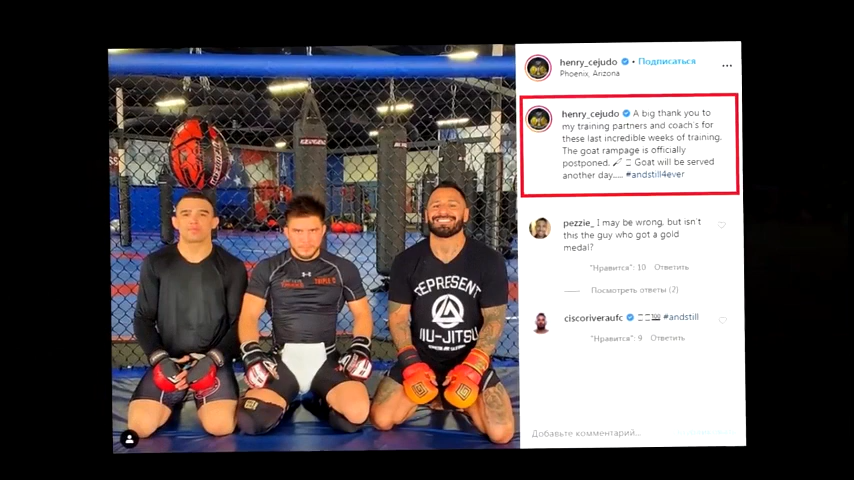 henry_cejudo • Подписаться
Phoenix, Arizona
henry_cejudo A big thank you to
my training partners and coach's for
these last incredible weeks of training.
The goat rampage is officially
postponed. Goat will be served
another day..... #andstill4ever
pezzie_ I may be wrong, but isn't
this the guy who got a gold
medal?
"Нравится": 10 Ответить
Посмотреть ответы (2)
ciscoriveraufc 💯 #andstill
"Нравится": 9 Ответить
Добавьте комментарий...
TRIPLE C
REPRESENT
JIU-JITSU